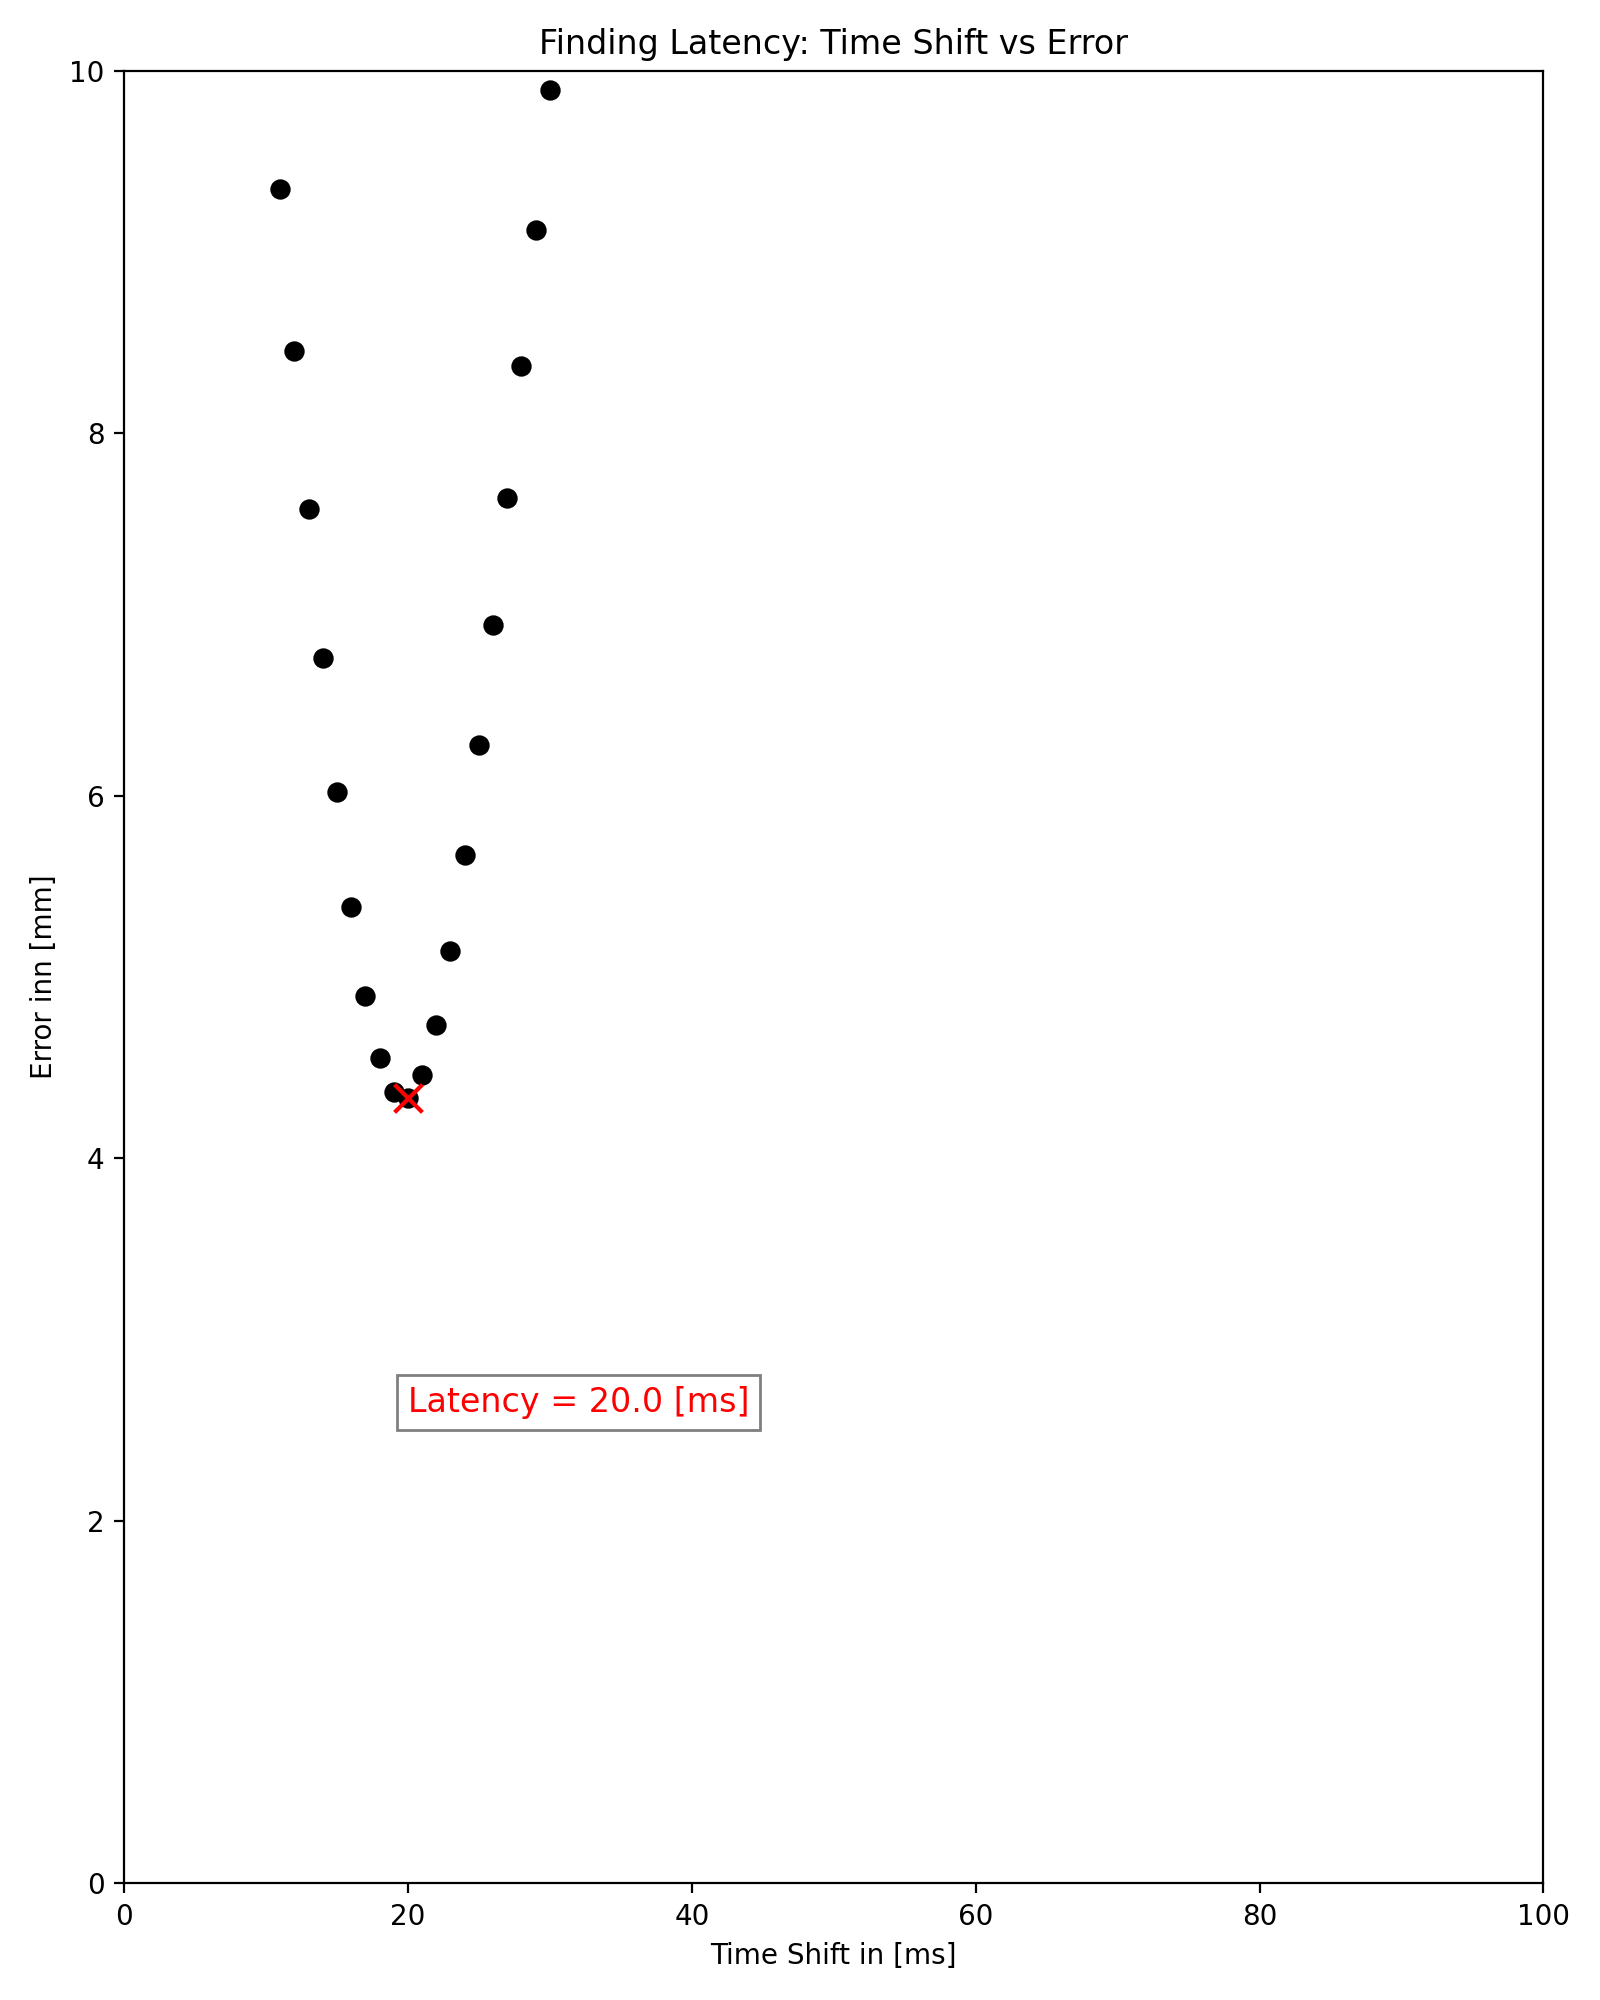 Finding Latency: Time Shift vs Error
10
8
6
4
2
0
Error inn [mm]
Latency = 20.0 [ms]
0 20 40 60 80 100
Time Shift in [ms]